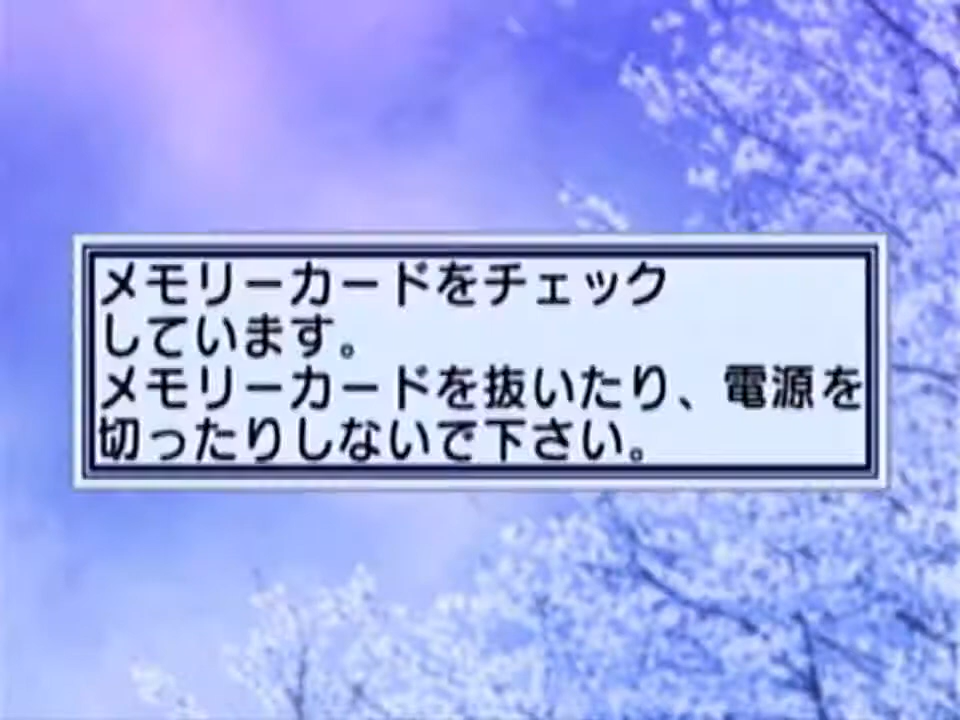 メモリーカードをチェック
しています。
メモリーカードを抜いたり、電源を
切ったりしないで下さい。